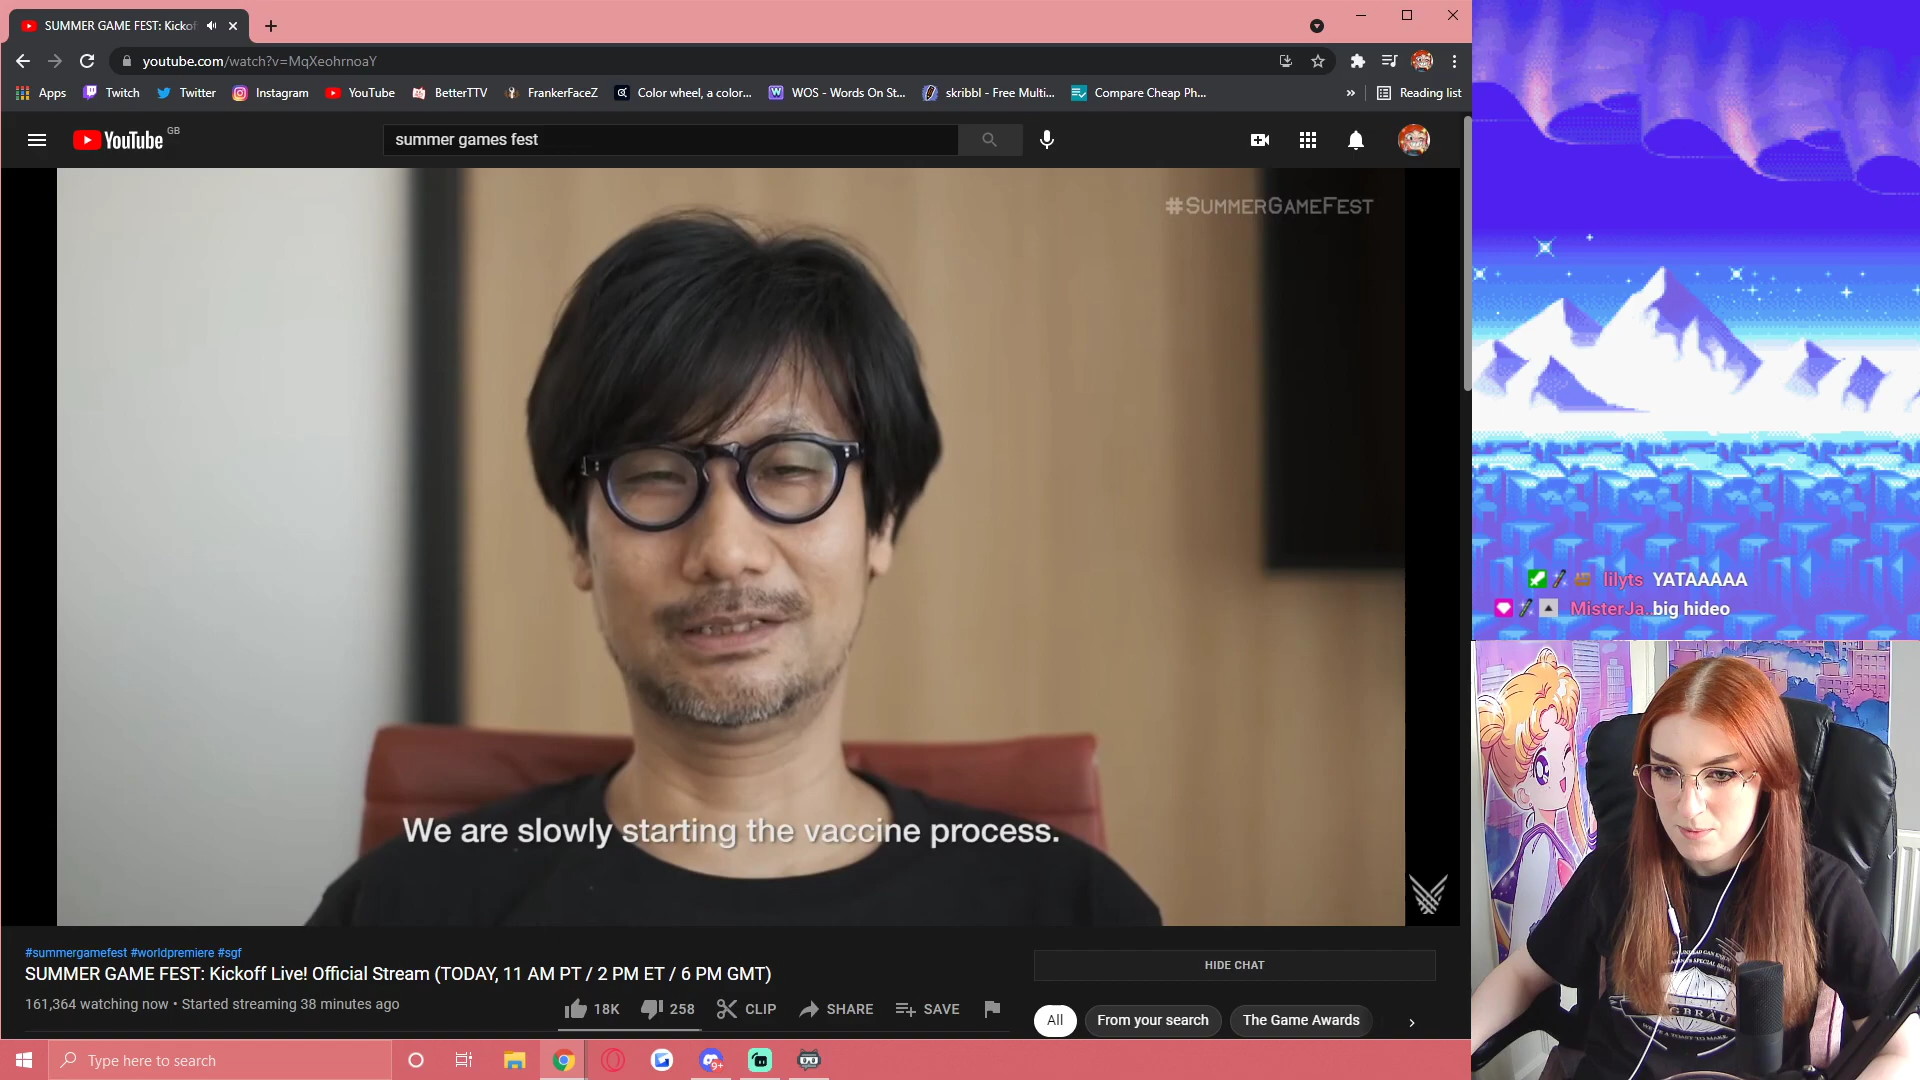 SUMMER GAME FEST: Kickof
youtube.com/watch?v=MqXeohrnoaY
Apps Twitch Twitter Instagram YouTube BetterTTV FrankerFaceZ Color wheel, a color... WOS - Words On St... skribbl - Free Multi... Compare Cheap Ph... » Reading list
YouTube GB
summer games fest
#SUMMERGAMEFEST
lilyts YATAAAAA
MisterJa.. big hideo
We are slowly starting the vaccine process.
#summergamefest #worldpremiere #sgf
SUMMER GAME FEST: Kickoff Live! Official Stream (TODAY, 11 AM PT / 2 PM ET / 6 PM GMT)
161,364 watching now • Started streaming 38 minutes ago
18K 258 CLIP SHARE SAVE
HIDE CHAT
All From your search The Game Awards
Type here to search
9+